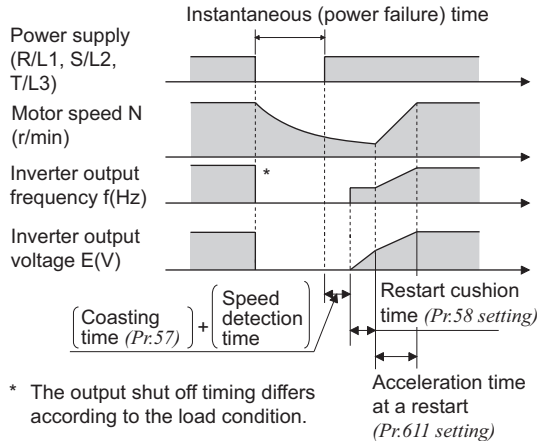 Instantaneous (power failure) time
Power supply
(R/L1, S/L2,
T/L3)
Motor speed N
(r/min)
Inverter output
frequency f(Hz)
*
Inverter output
voltage E(V)
Coasting
time (Pr.57)
+
Speed
detection
time
Restart cushion
time (Pr.58 setting)
Acceleration time
at a restart
(Pr.611 setting)
* The output shut off timing differs
according to the load condition.